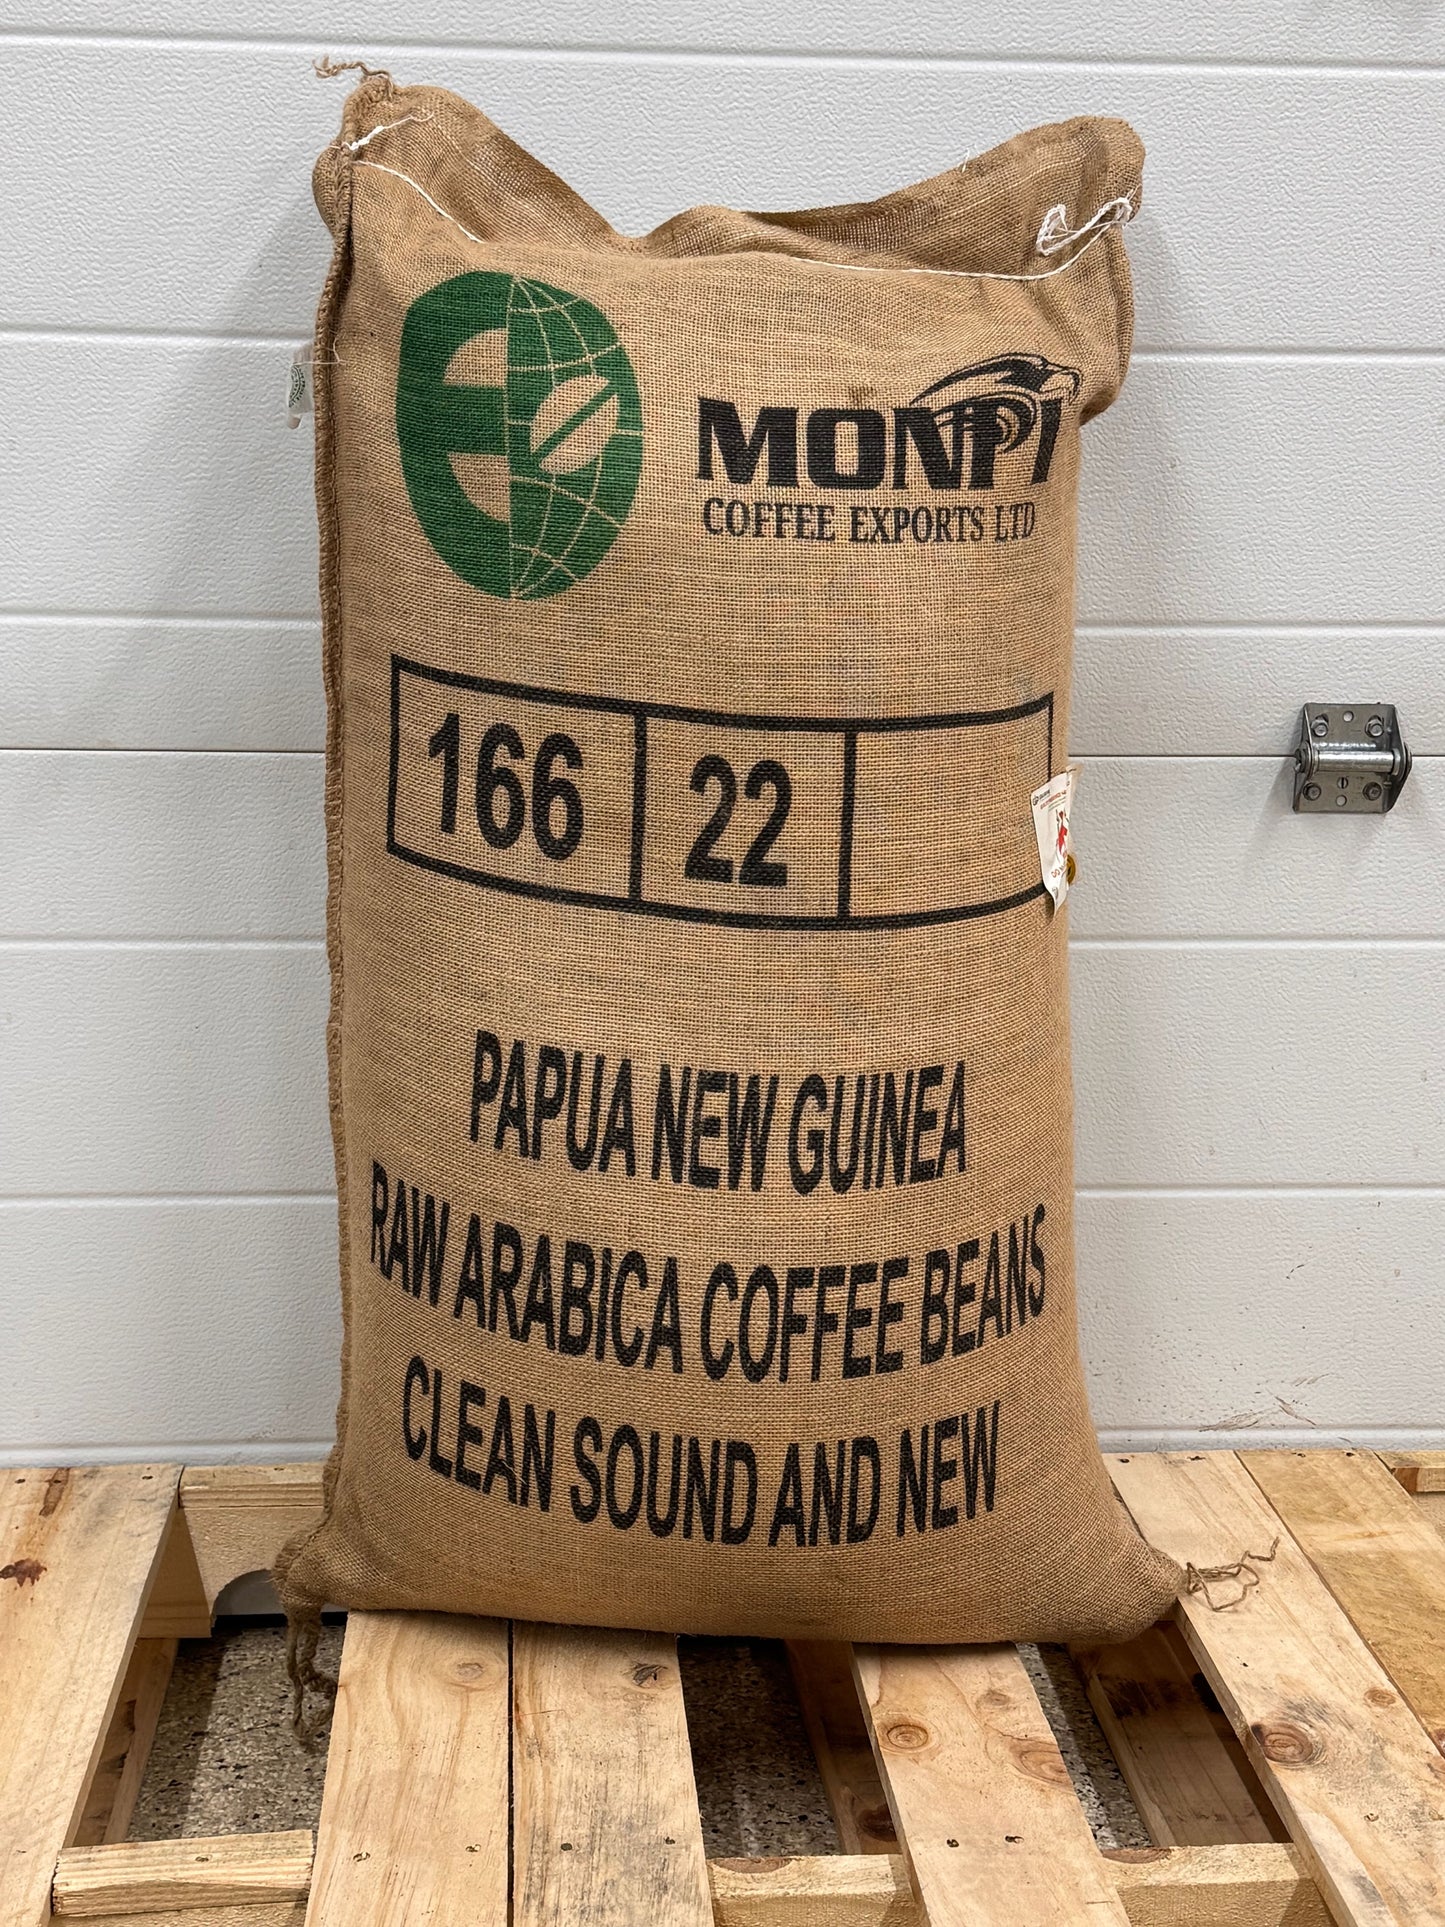 MONPI
COFFEE EXPORTS LTD
166 22
PAPUA NEW GUINEA
RAW ARABICA COFFEE BEANS
CLEAN SOUND AND NEW